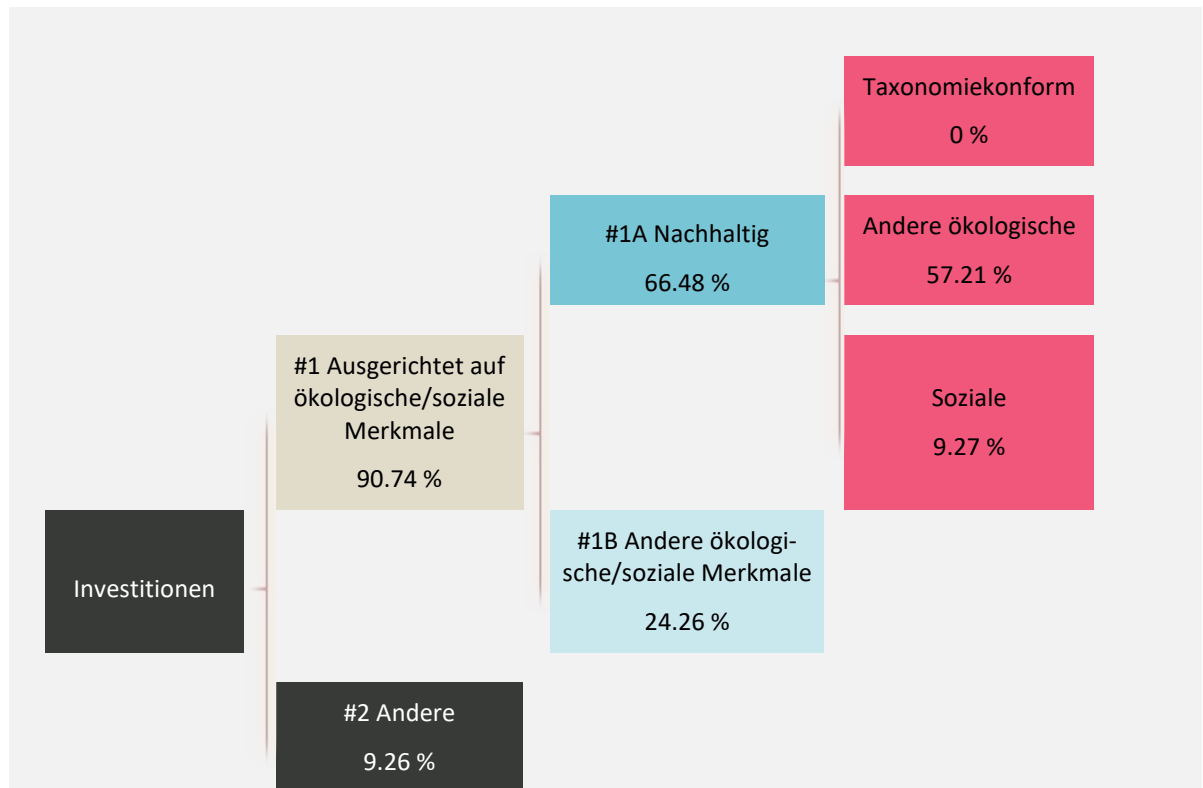 Investitionen
#1 Ausgerichtet auf
ökologische/soziale
Merkmale
90.74 %
#2 Andere
9.26 %
#1A Nachhaltig
66.48 %
#1B Andere ökologi-
sche/soziale Merkmale
24.26 %
Taxonomiekonform
0 %
Andere ökologische
57.21 %
Soziale
9.27 %